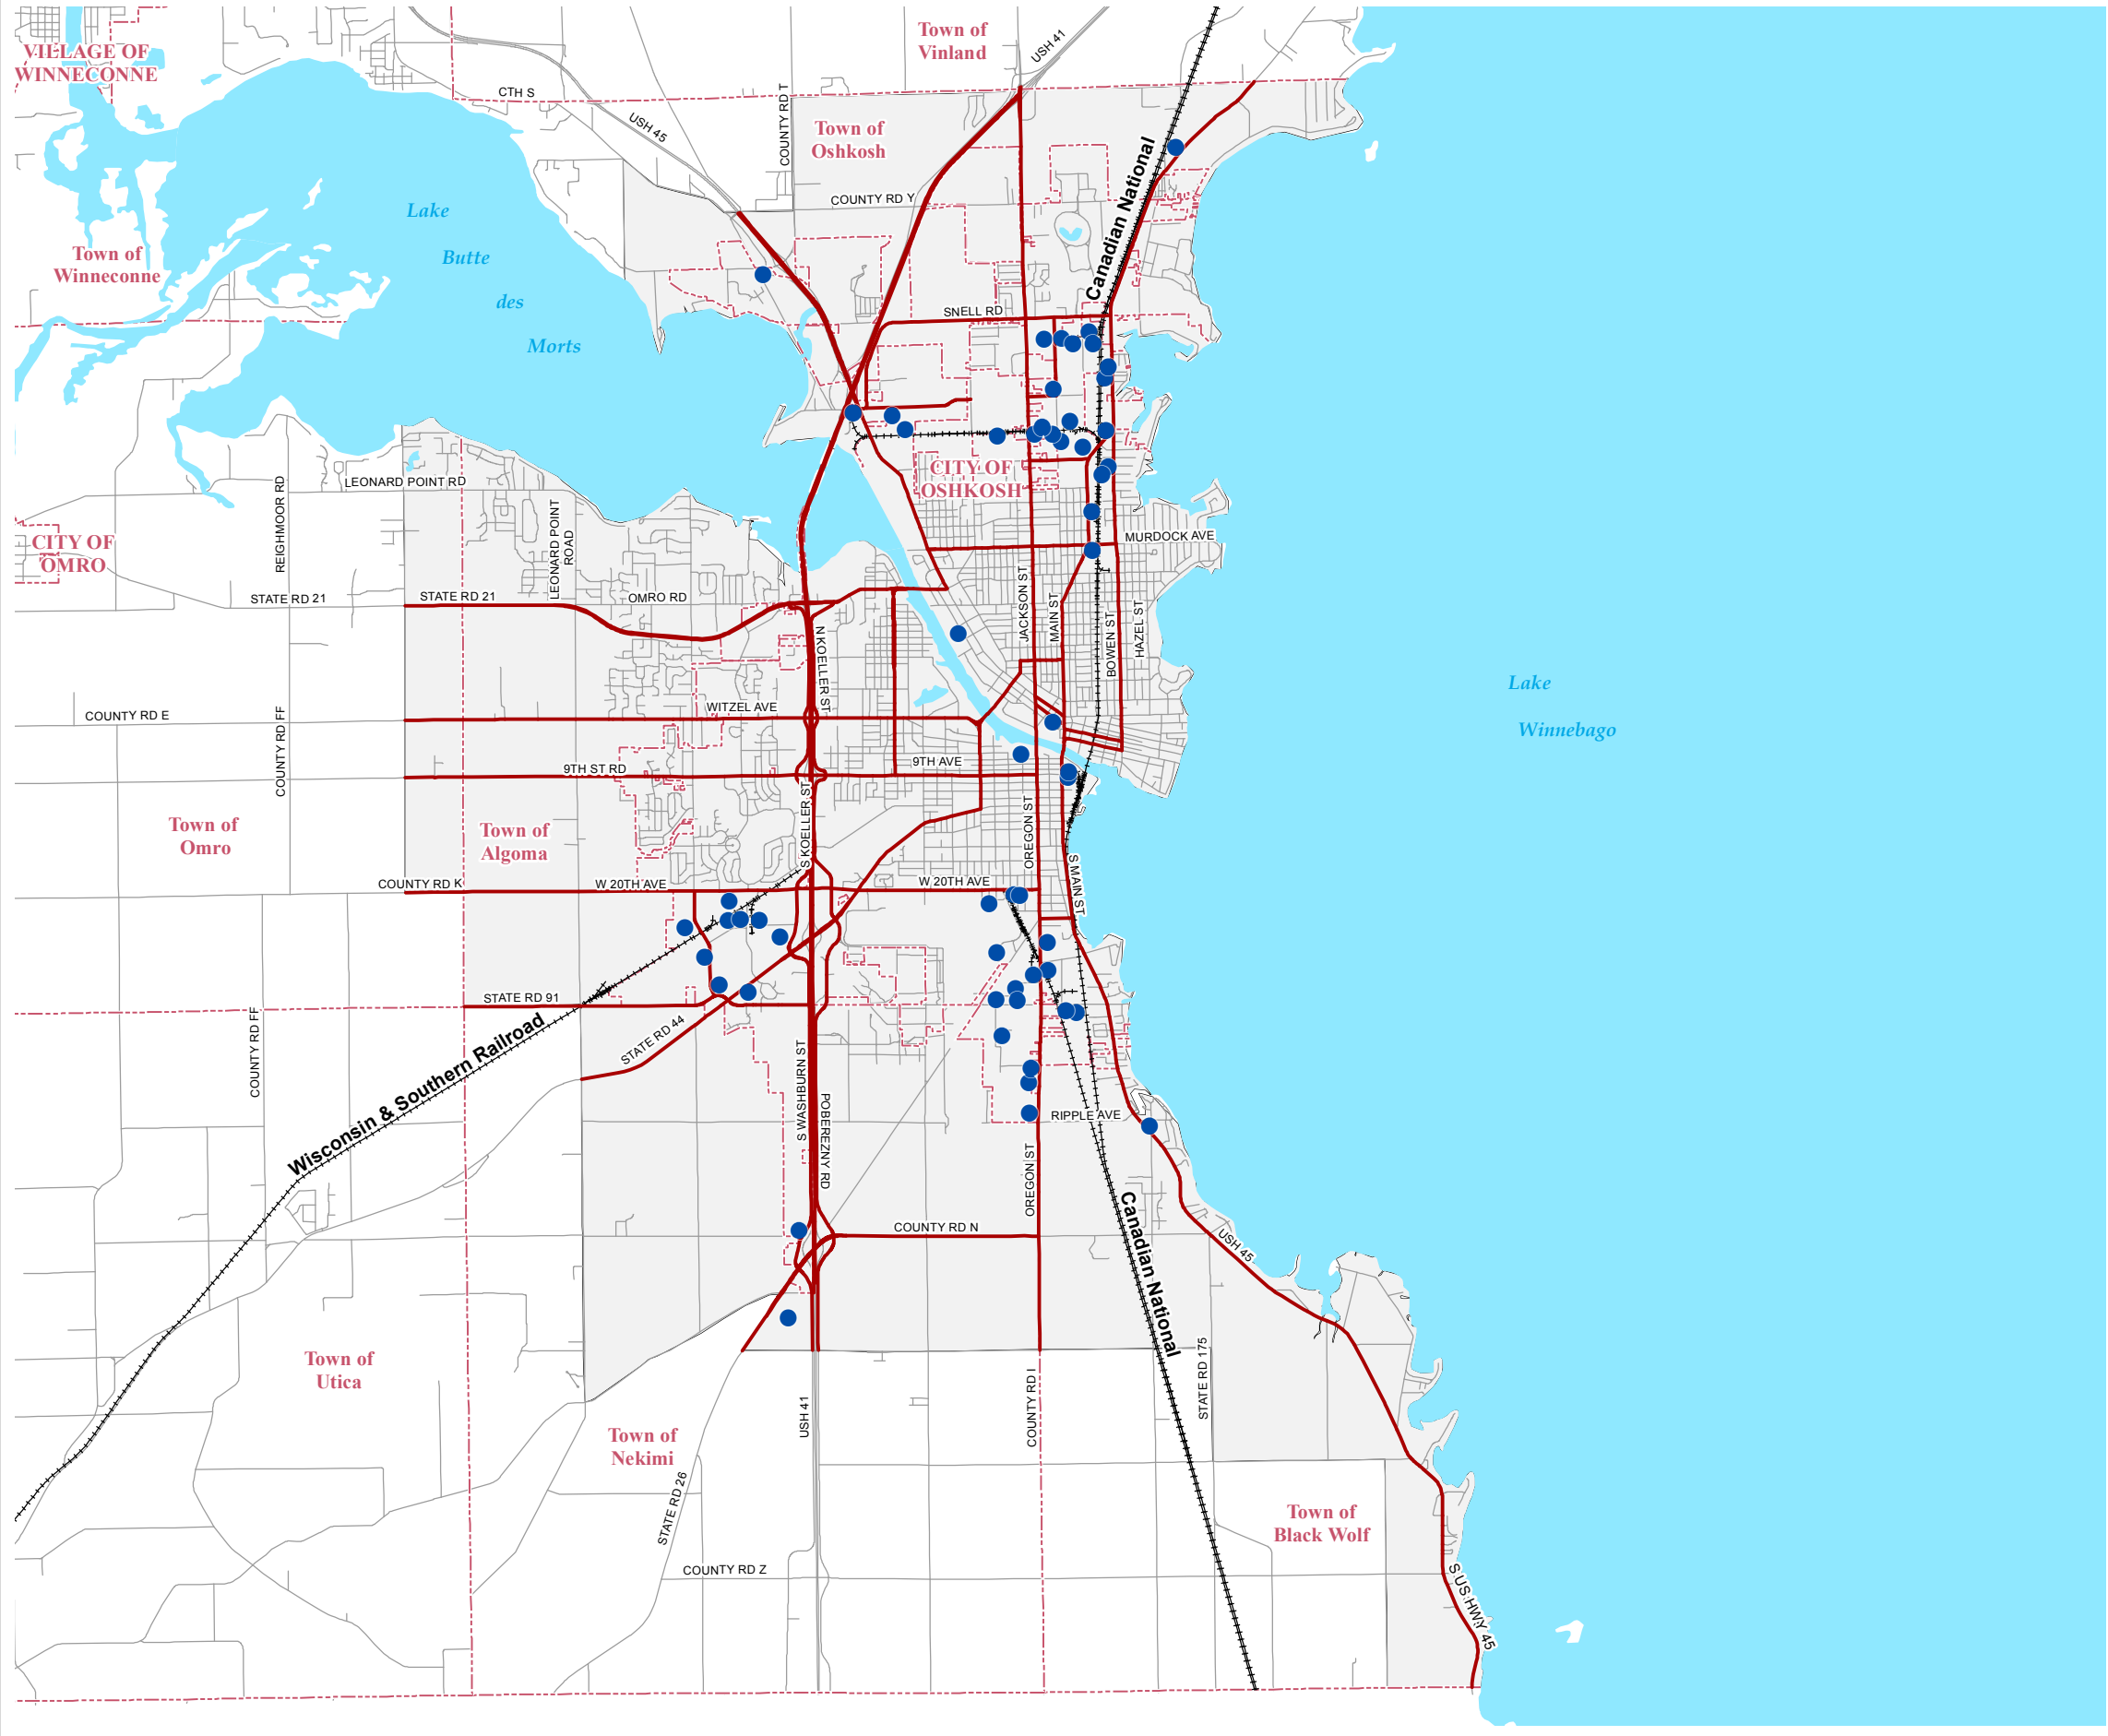 Town of
Vinland
USH 41
VILLAGE OF
WINNECONNE
CTH S
USH 45
COUNTY RD T
Town of
Oshkosh
Canadian National
COUNTY RD Y
Lake
Butte
des
Morts
Town of
Winneconne
SNELL RD
CITY OF
OSHKOSH
LEONARD POINT RD
REIGHMOOR RD
LEONARD POINT
ROAD
CITY OF
OMRO
MURDOCK AVE
STATE RD 21
STATE RD 21
OMRO RD
JACKSON ST
MAIN ST
BOWEN ST
HAZEL ST
N KOELLER ST
Lake
Winnebago
COUNTY RD E
COUNTY RD FF
WITZEL AVE
9TH ST RD
9TH AVE
S KOELLER ST
OREGON ST
Town of
Omro
Town of
Algoma
COUNTY RD K
W 20TH AVE
W 20TH AVE
S MAIN ST
STATE RD 91
STATE RD 44
COUNTY RD FF
Wisconsin & Southern Railroad
S WASHBURN ST
POBEREZNY RD
RIPPLE AVE
OREGON ST
Canadian National
COUNTY RD N
USH 45
Town of
Utica
STATE RD 175
COUNTY RD I
USH 41
Town of
Nekimi
STATE RD 26
Town of
Black Wolf
COUNTY RD Z
S US HWY 45